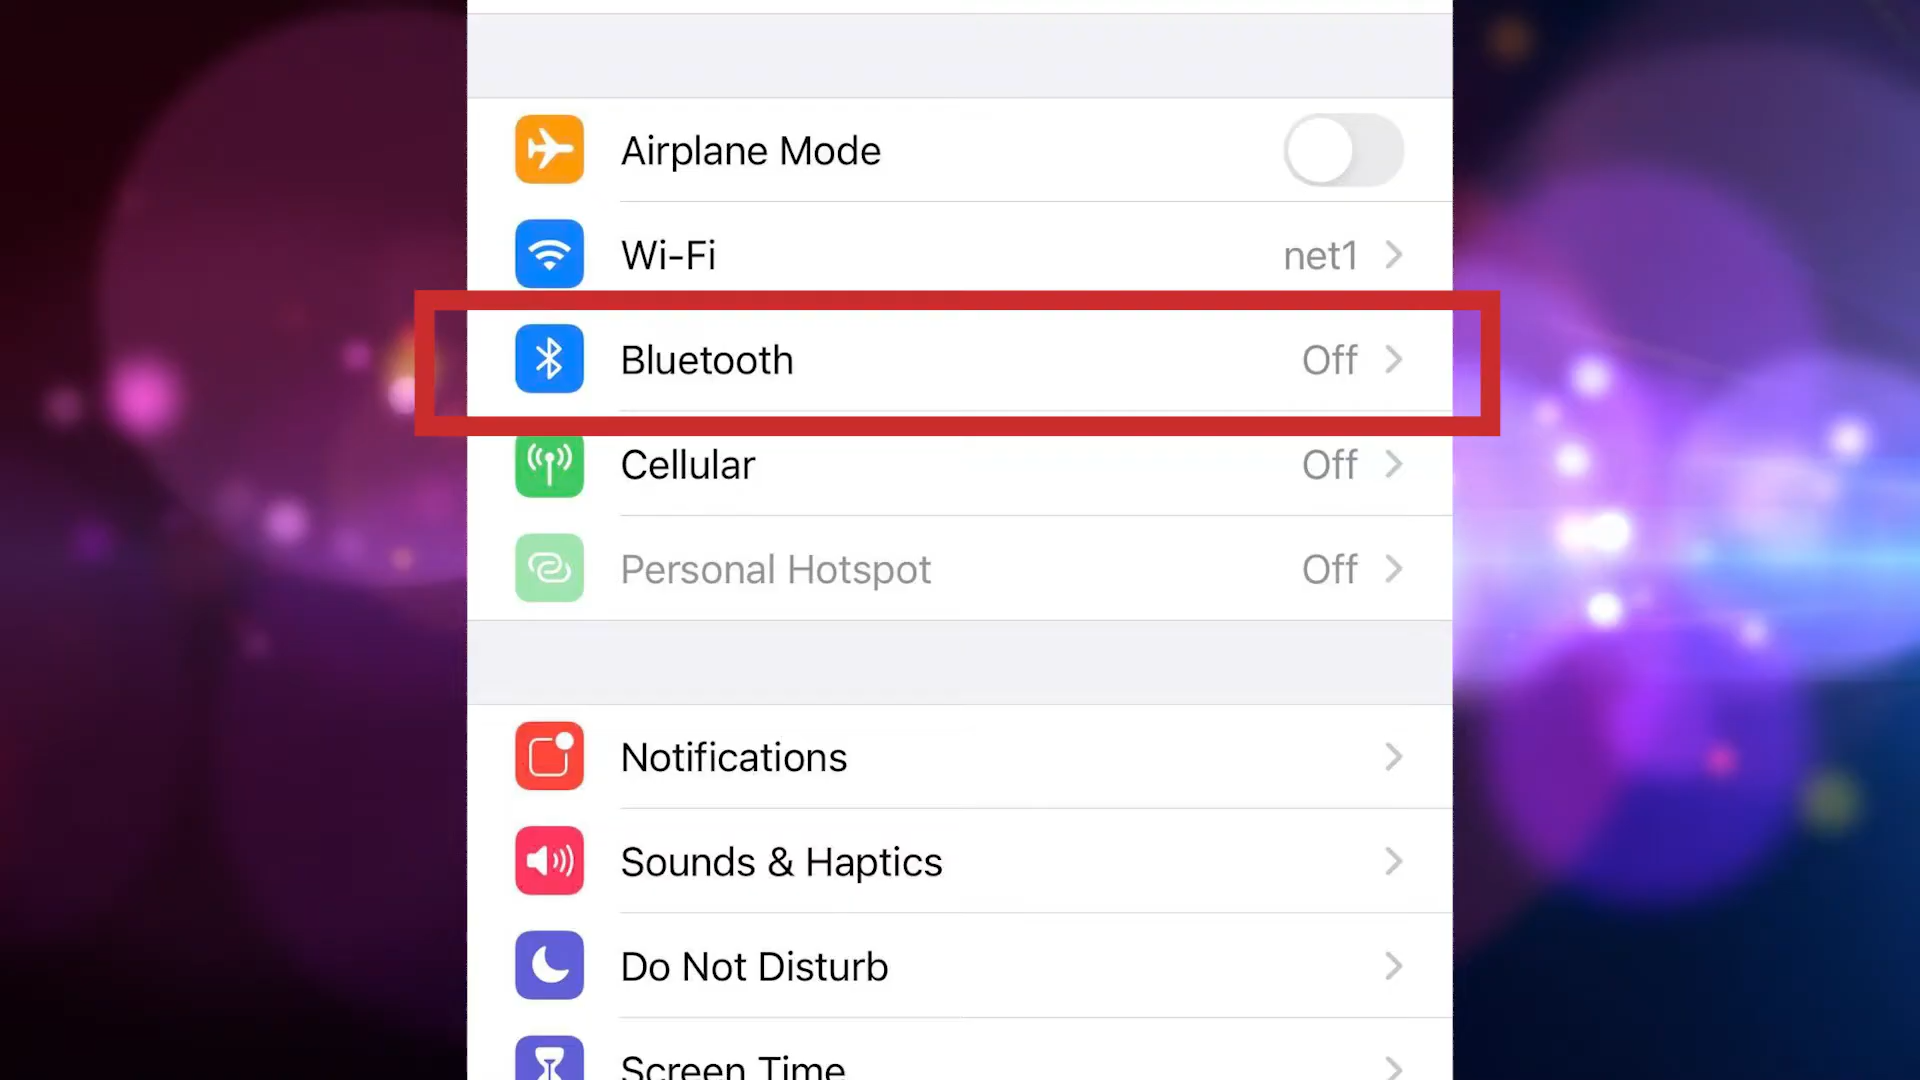 Airplane Mode
Wi-Fi net1
Bluetooth Off
Cellular Off
Personal Hotspot Off
Notifications
Sounds & Haptics
Do Not Disturb
Screen Time